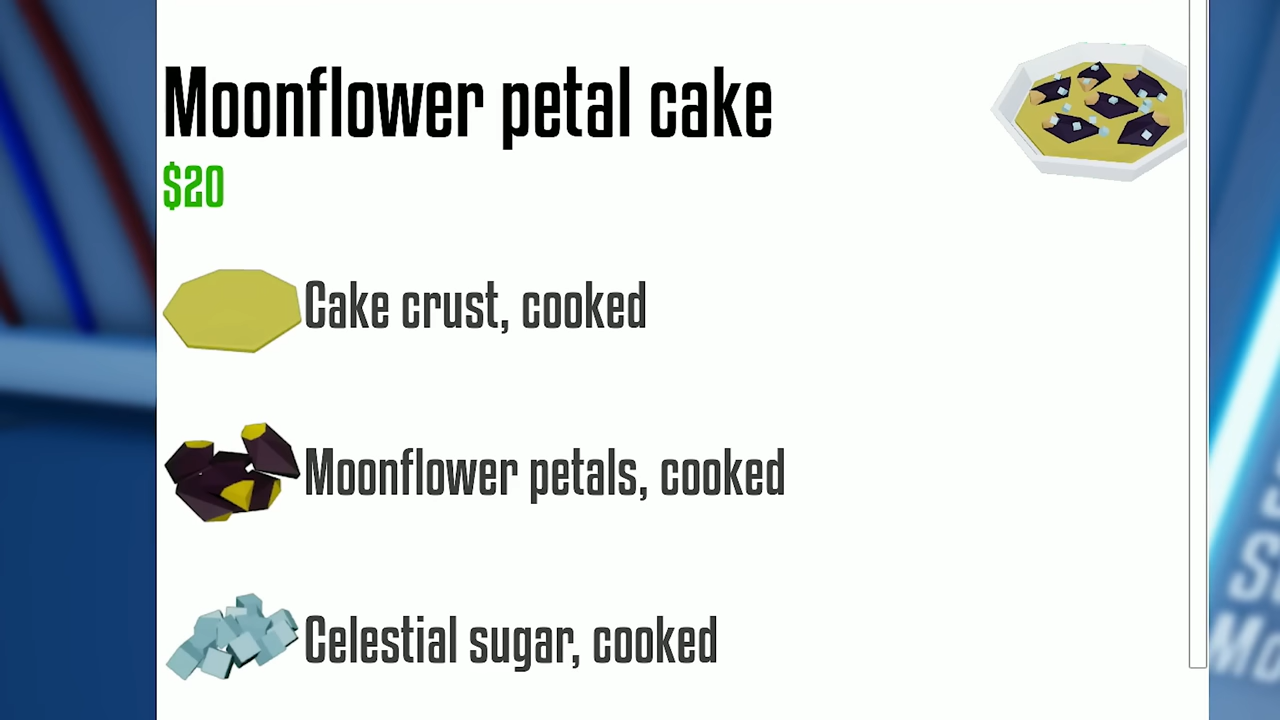 Moonflower petal cake
$20
Cake crust, cooked
Moonflower petals, cooked
Celestial sugar, cooked